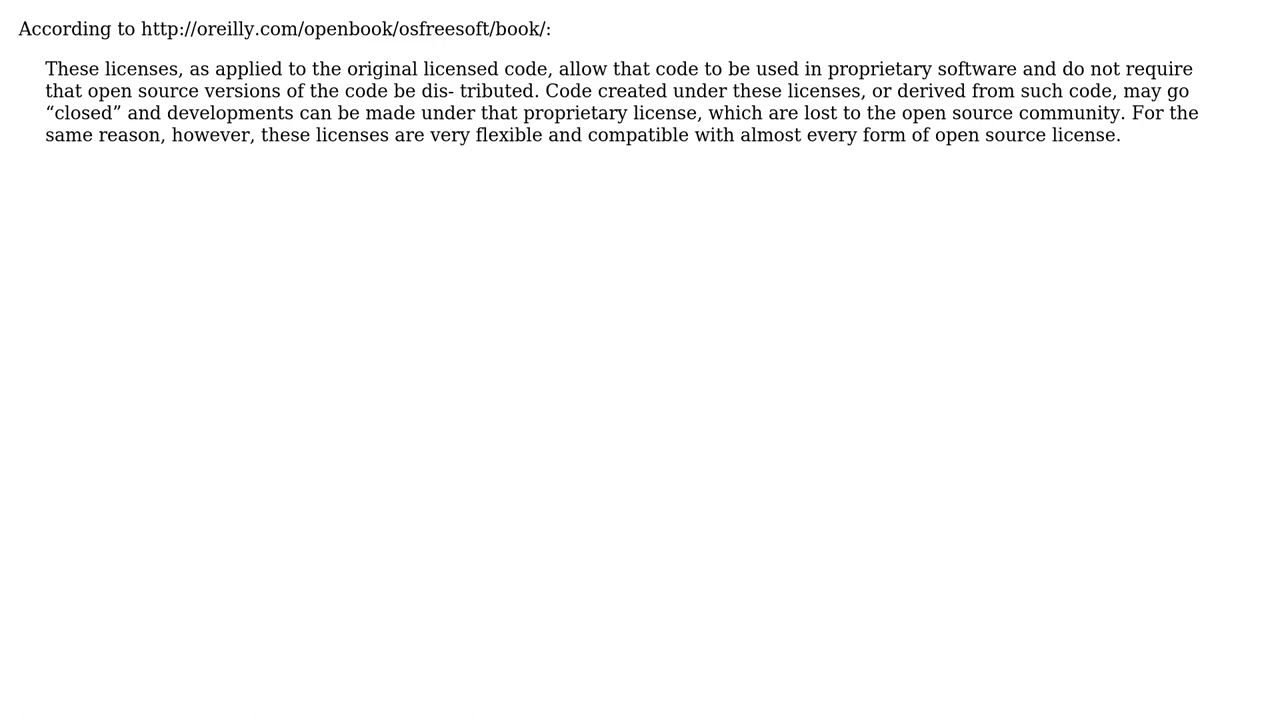 According to http://oreilly.com/openbook/osfreesoft/book/:
These licenses, as applied to the original licensed code, allow that code to be used in proprietary software and do not require
that open source versions of the code be dis- tributed. Code created under these licenses, or derived from such code, may go
“closed” and developments can be made under that proprietary license, which are lost to the open source community. For the
same reason, however, these licenses are very flexible and compatible with almost every form of open source license.